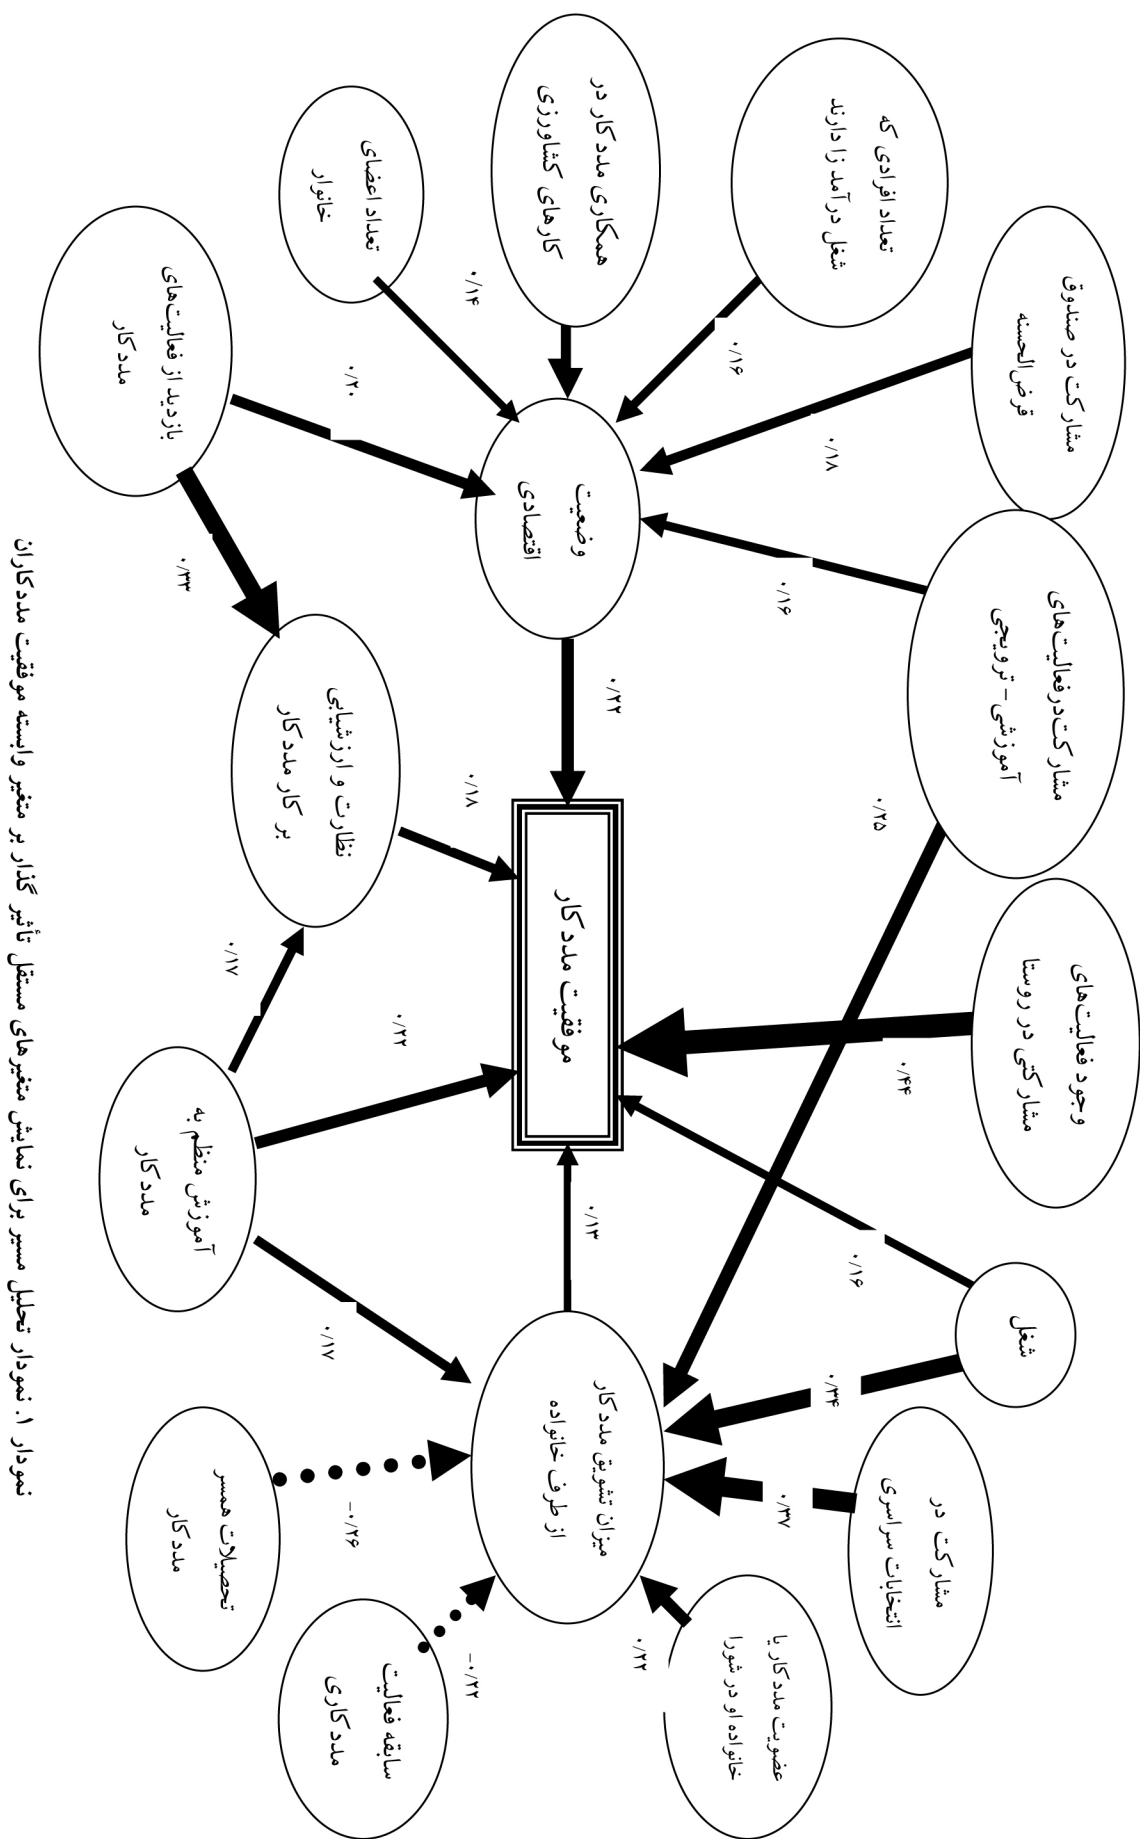 مشارکت در صندوق
قرض‌الحسنه
مشارکت‌درفعالیت‌های
آموزشی - ترویجی
وجود فعالیت‌های
مشارکتی در روستا
شغل
مشارکت در
انتخابات سراسری
عضویت مددکار یا
خانواده او در شورا
تعداد افرادی که
شغل درآمد زا دارند
همکاری مددکار در
کارهای کشاورزی
تعداد اعضای
خانوار
بازدید از فعالیت‌های
مددکار
وضعیت
اقتصادی
موفقیت مددکار
میزان تشویق مددکار
از طرف خانواده
نظارت و ارزشیابی
بر کار مددکار
آموزش منظم به
مددکار
تحصیلات همسر
مددکار
سابقه فعالیت
مددکاری
۰/۱۸
۰/۱۶
۰/۲۵
۰/۴۴
۰/۱۶
۰/۳۴
۰/۳۷
۰/۲۲
۰/۱۶
۰/۱۴
۰/۲۰
۰/۳۳
۰/۲۲
۰/۱۸
۰/۲۲
۰/۱۳
۰/۱۷
۰/۱۷
-۰/۲۶
-۰/۲۲
نمودار ۱. نمودار تحلیل مسیر برای نمایش متغیرهای مستقل تأثیر گذار بر متغیر وابسته موفقیت مددکاران